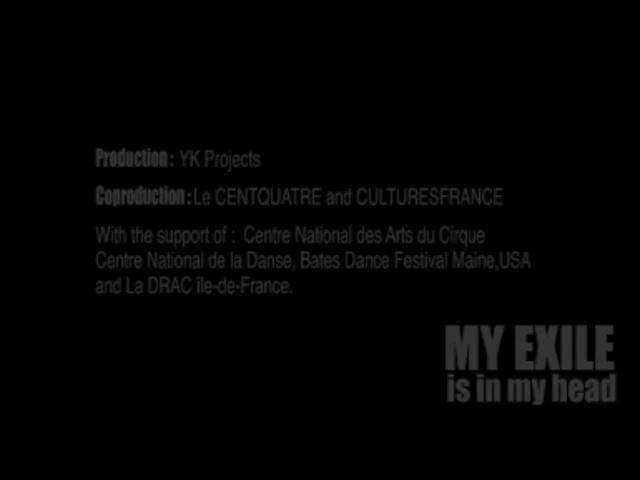 Production: YK Projects
Coproduction: Le CENTQUATRE and CULTURESFRANCE
With the support of : Centre National des Arts du Cirque
Centre National de la Danse, Bates Dance Festival Maine,USA
and La DRAC île-de-France.
MY EXILE
is in my head